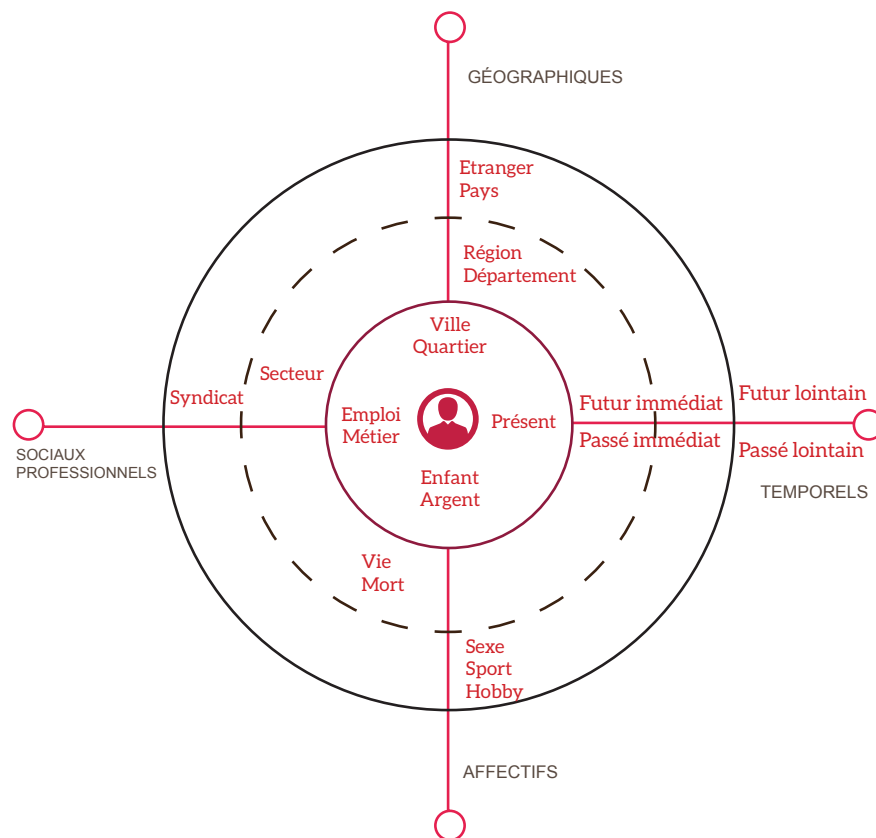 GÉOGRAPHIQUES
Etranger
Pays
Région
Département
Ville
Quartier
Secteur
Syndicat
Emploi
Métier
Présent
Futur immédiat
Futur lointain
Passé immédiat
Passé lointain
SOCIAUX
PROFESSIONNELS
TEMPORELS
Enfant
Argent
Vie
Mort
Sexe
Sport
Hobby
AFFECTIFS